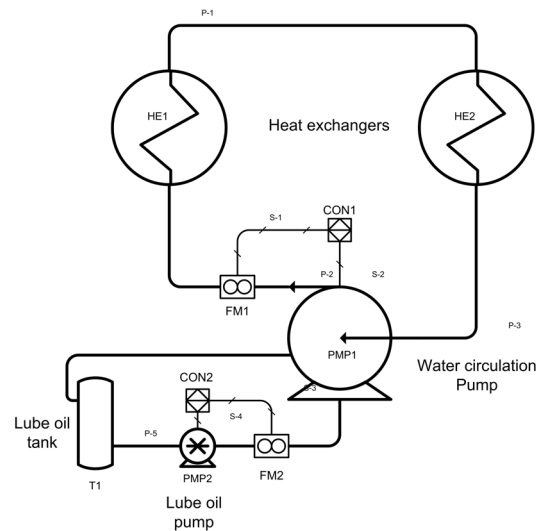 P-1
HE1
HE2
Heat exchangers
CON1
S-1
P-2
S-2
FM1
P-3
PMP1
Water circulation
Pump
CON2
S-3
S-4
Lube oil
tank
P-5
PMP2
FM2
T1
Lube oil
pump